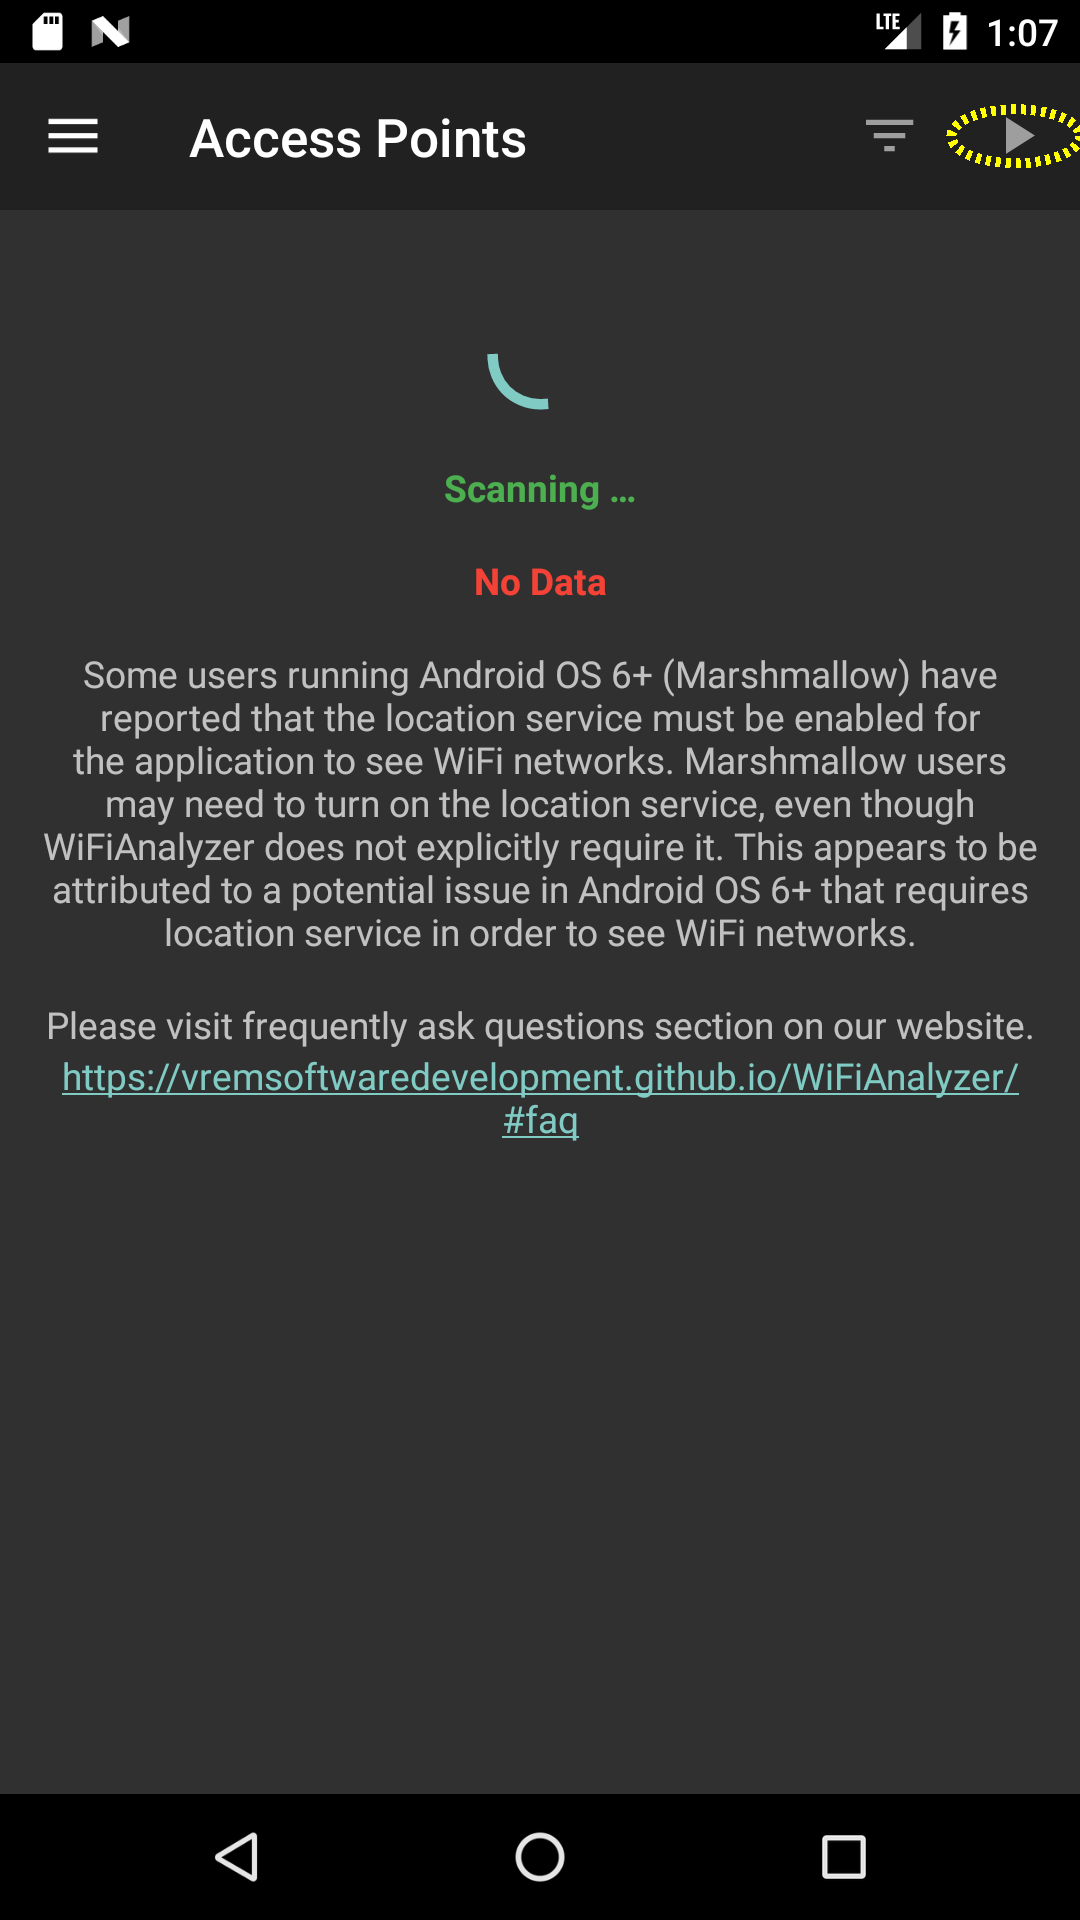 LTE 1:07
Access Points
Scanning ...
No Data
Some users running Android OS 6+ (Marshmallow) have
reported that the location service must be enabled for
the application to see WiFi networks. Marshmallow users
may need to turn on the location service, even though
WiFiAnalyzer does not explicitly require it. This appears to be
attributed to a potential issue in Android OS 6+ that requires
location service in order to see WiFi networks.
Please visit frequently ask questions section on our website.
https://vremsoftwaredevelopment.github.io/WiFiAnalyzer/
#faq